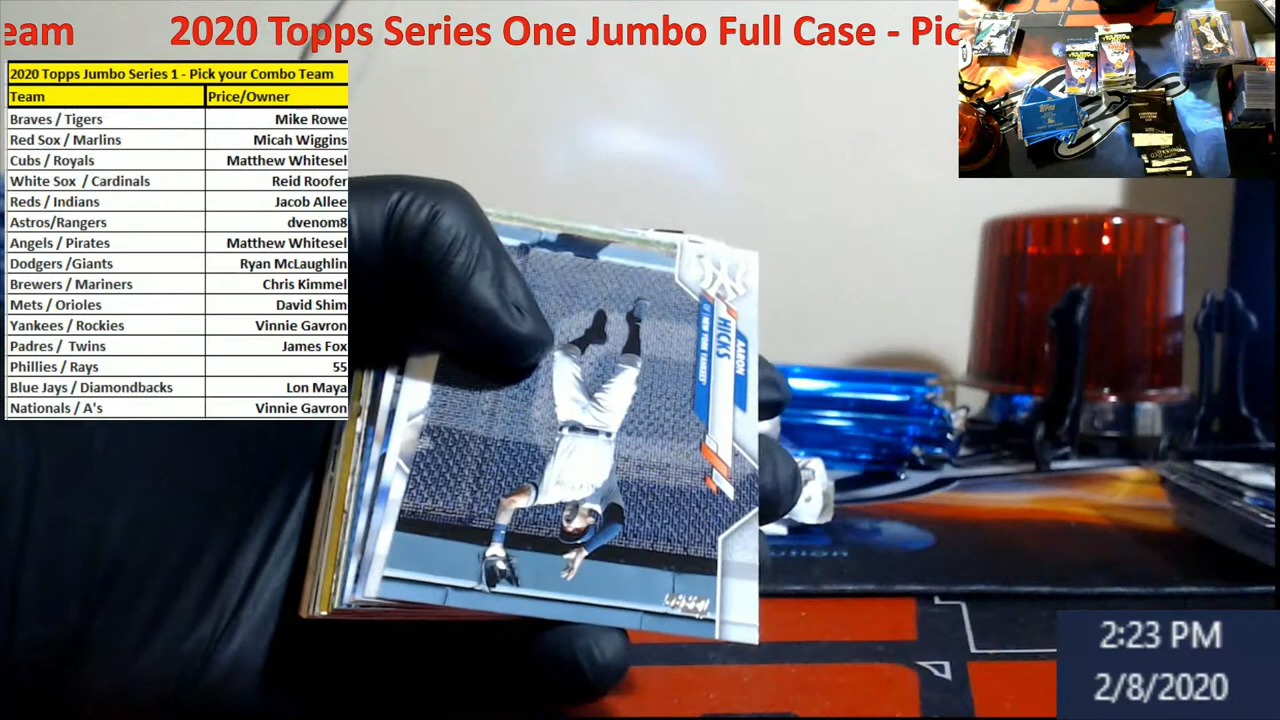 eam 2020 Topps Series One Jumbo Full Case - Pic
2020 Topps Jumbo Series 1 - Pick your Combo Team
Team Price/Owner
Braves / Tigers Mike Rowe
Red Sox / Marlins Micah Wiggins
Cubs / Royals Matthew Whitesel
White Sox / Cardinals Reid Roofer
Reds / Indians Jacob Allee
Astros/Rangers dvenom8
Angels / Pirates Matthew Whitesel
Dodgers /Giants Ryan McLaughlin
Brewers / Mariners Chris Kimmel
Mets / Orioles David Shim
Yankees / Rockies Vinnie Gavron
Padres / Twins James Fox
Phillies / Rays 55
Blue Jays / Diamondbacks Lon Maya
Nationals / A's Vinnie Gavron
AARON
HICKS
OF | NEW YORK YANKEES
2:23 PM
2/8/2020